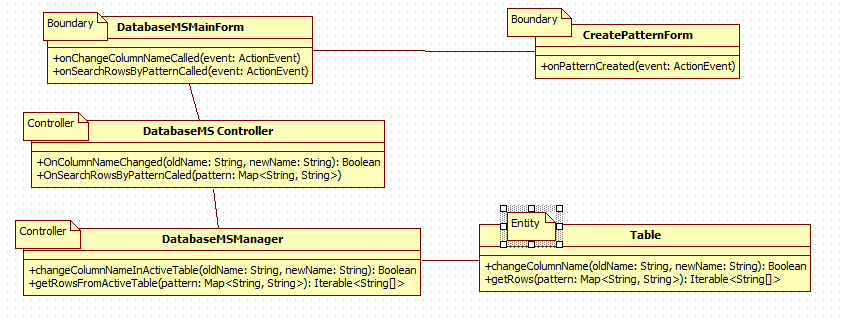 Boundary
DatabaseMSMainForm
+onChangeColumnNameCalled(event: ActionEvent)
+onSearchRowsByPatternCalled(event: ActionEvent)
Boundary
CreatePatternForm
+onPatternCreated(event: ActionEvent)
Controller
DatabaseMS Controller
+OnColumnNameChanged(oldName: String, newName: String): Boolean
+OnSearchRowsByPatternCaled(pattern: Map<String, String>)
Controller
DatabaseMSManager
+changeColumnNameInActiveTable(oldName: String, newName: String): Boolean
+getRowsFromActiveTable(pattern: Map<String, String>): Iterable<String[]>
Entity
Table
+changeColumnName(oldName: String, newName: String): Boolean
+getRows(pattern: Map<String, String>): Iterable<String[]>